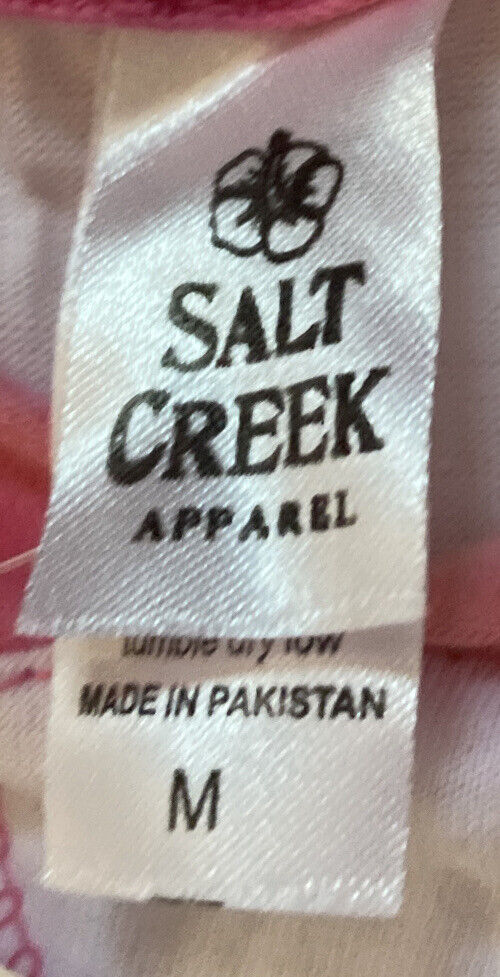 SALT
CREEK
APPAREL
tumble dry low
MADE IN PAKISTAN
M